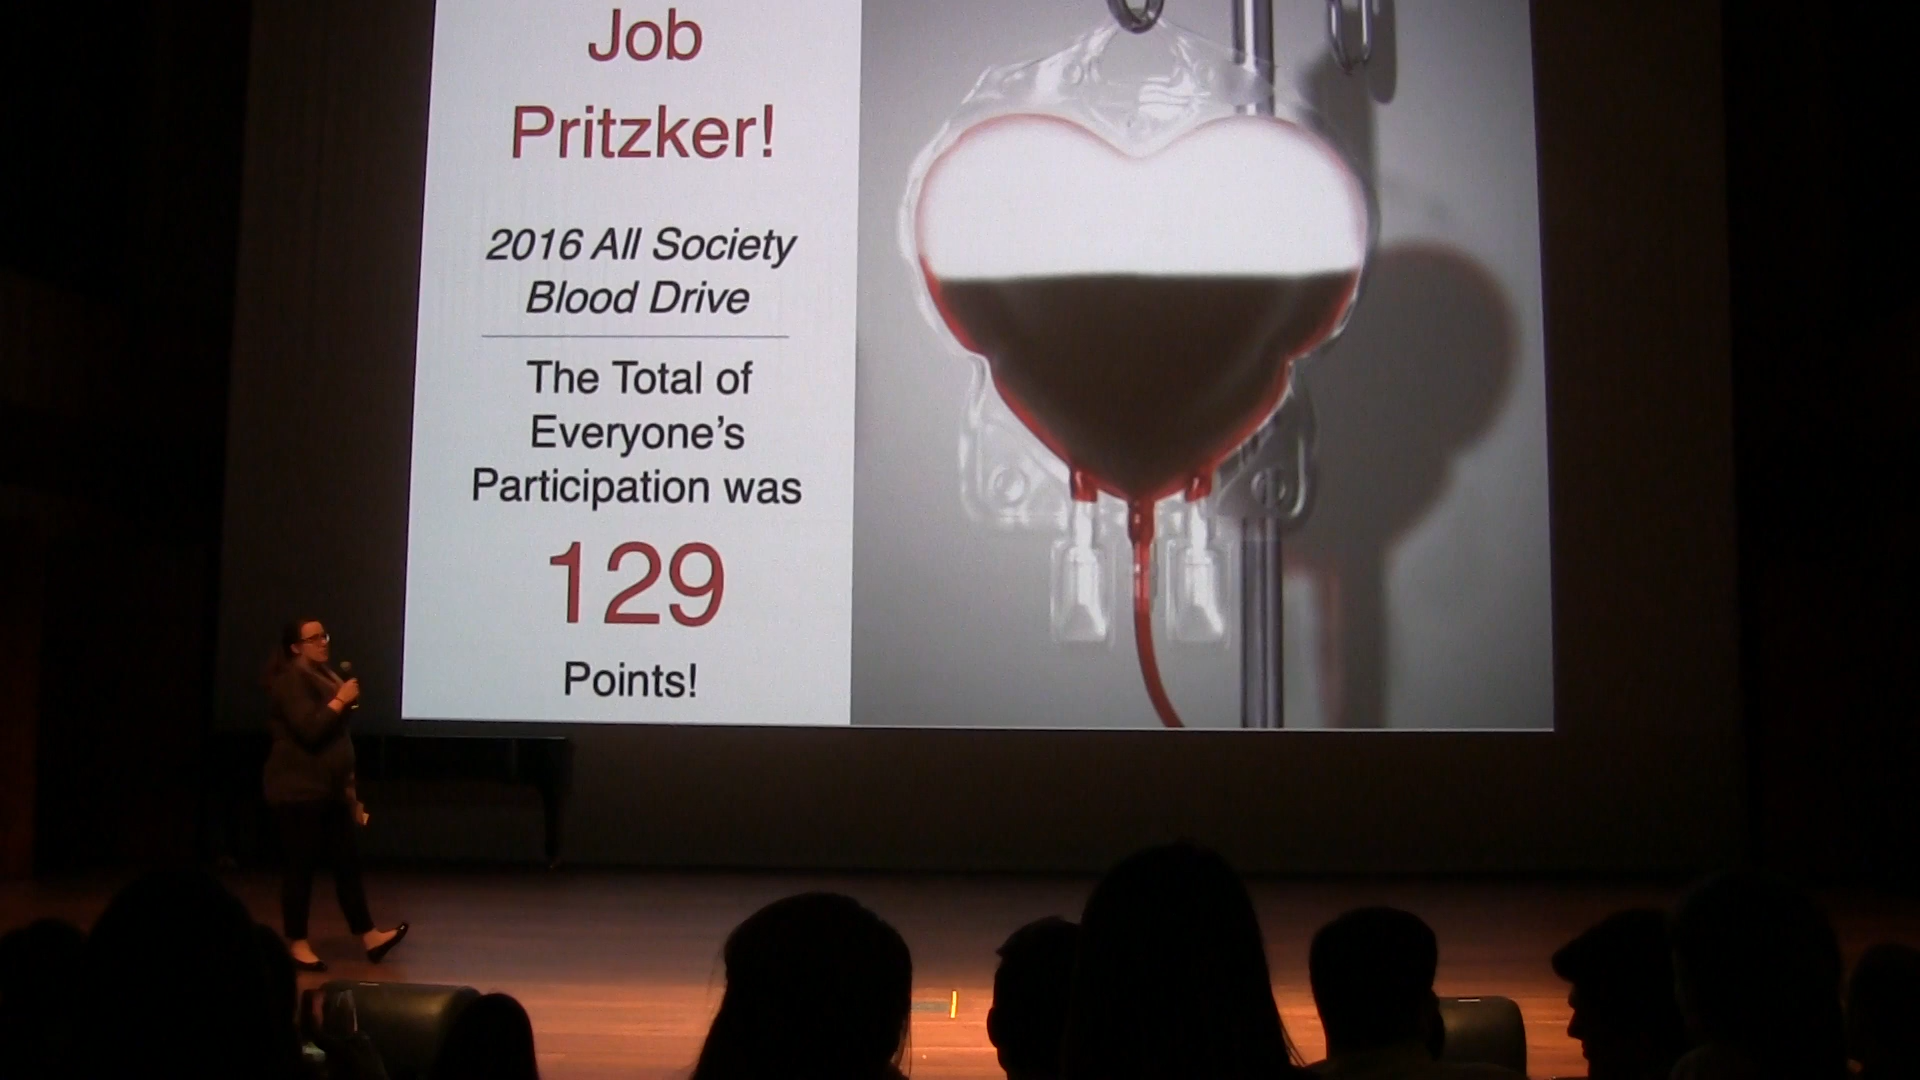 Job
Pritzker!
2016 All Society
Blood Drive
The Total of
Everyone's
Participation was
129
Points!